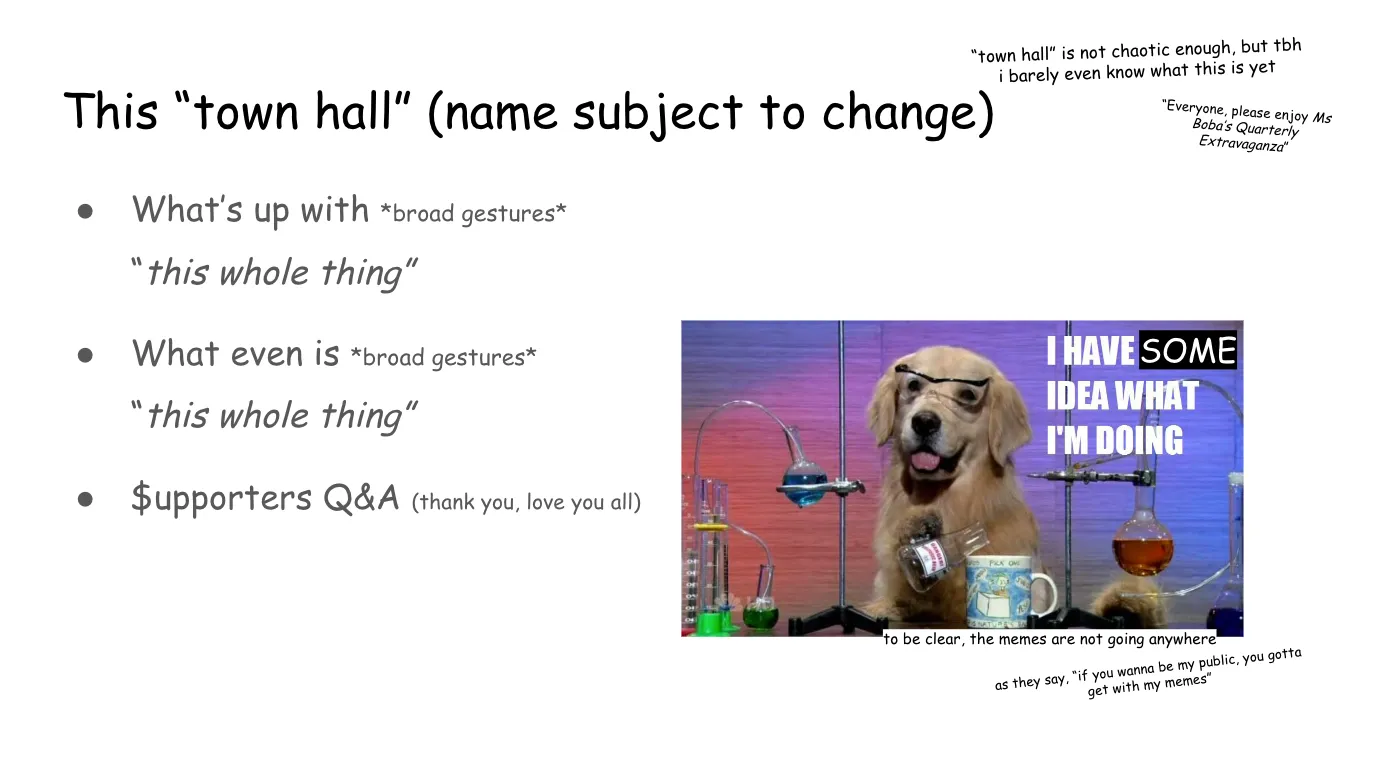 “town hall” is not chaotic enough, but tbh
i barely even know what this is yet
This “town hall” (name subject to change)
“Everyone, please enjoy Ms
Boba’s Quarterly
Extravaganza”
● What’s up with *broad gestures*
“this whole thing”
● What even is *broad gestures*
“this whole thing”
● $upporters Q&A (thank you, love you all)
I HAVE SOME
IDEA WHAT
I'M DOING
to be clear, the memes are not going anywhere
as they say, “if you wanna be my public, you gotta
get with my memes”